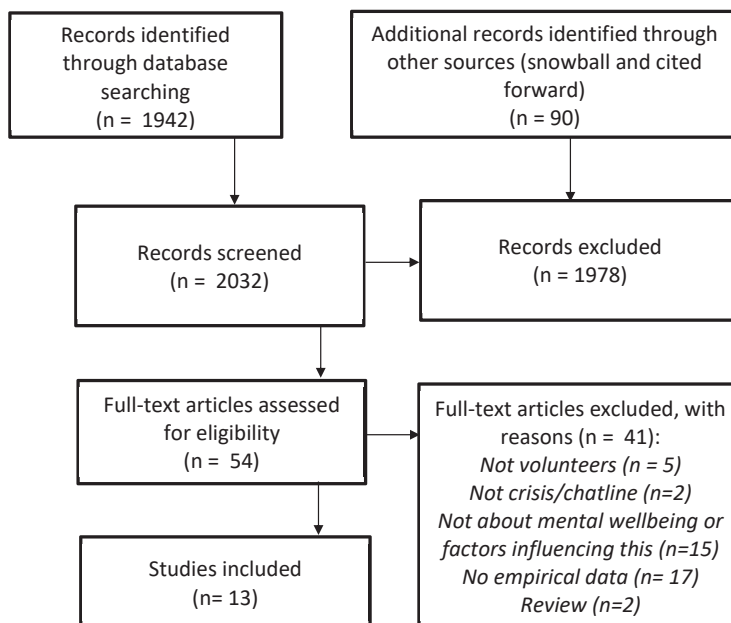 Records identified
through database
searching
(n =  1942)
Additional records identified through
other sources (snowball and cited
forward)
(n = 90)
Records screened
(n =  2032)
Records excluded
(n = 1978)
Full-text articles assessed
for eligibility
(n =  54)
Full-text articles excluded, with
reasons (n =  41):
Not volunteers (n = 5)
Not crisis/chatline (n=2)
Not about mental wellbeing or
factors influencing this (n=15)
No empirical data (n= 17)
Review (n=2)
Studies included
(n= 13)